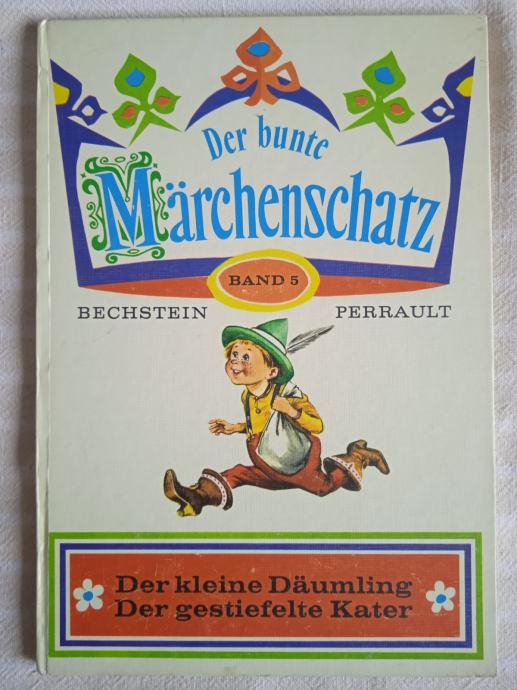 Der bunte
Märchenschatz
BAND 5
BECHSTEIN PERRAULT
Der kleine Däumling
Der gestiefelte Kater